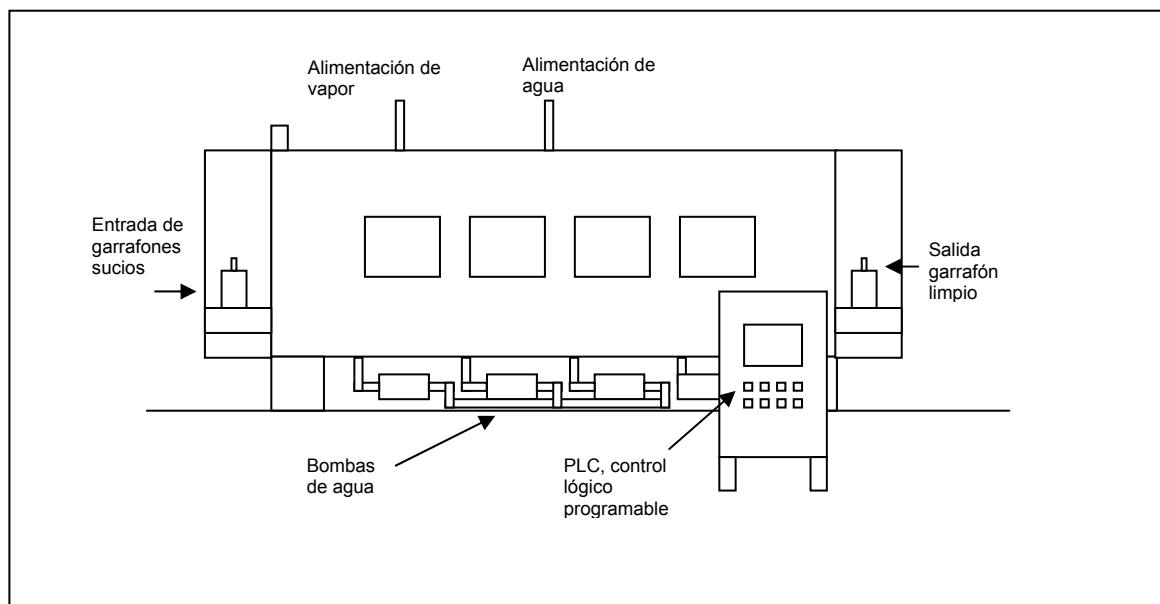 Alimentación de
vapor
Alimentación de
agua
Entrada de
garrafones
sucios
Salida
garrafón
limpio
Bombas
de agua
PLC, control
lógico
programable